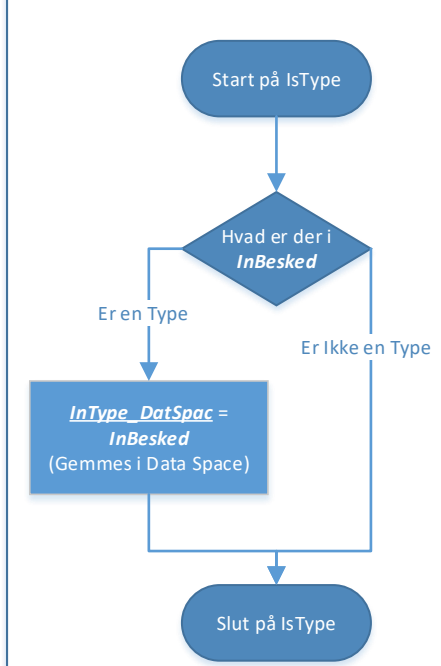 Start på IsType
Hvad er der i
InBesked
Er en Type
Er Ikke en Type
InType_DatSpac =
InBesked
(Gemmes i Data Space)
Slut på IsType